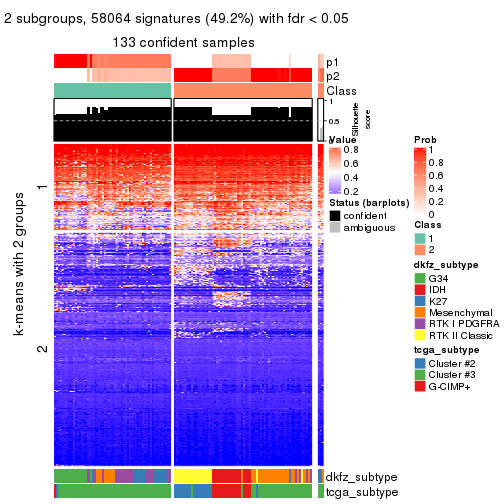 2 subgroups, 58064 signatures (49.2%) with fdr < 0.05
133 confident samples
p1
p2
Class
1
0.5
0
Silhouette
score
k-means with 2 groups
1
2
dkfz_subtype
tcga_subtype
Value
0.8
0.6
0.4
0.2
Status (barplots)
confident
ambiguous
Prob
1
0.8
0.6
0.4
0.2
0
Class
1
2
dkfz_subtype
G34
IDH
K27
Mesenchymal
RTK I PDGFRA
RTK II Classic
tcga_subtype
Cluster #2
Cluster #3
G-CIMP+